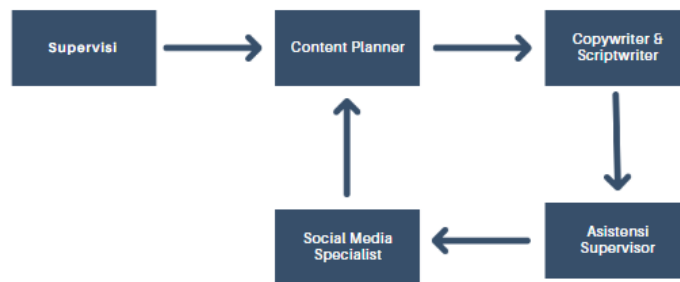 Supervisi
Content Planner
Copywriter &
Scriptwriter
Social Media
Specialist
Asistensi
Supervisor